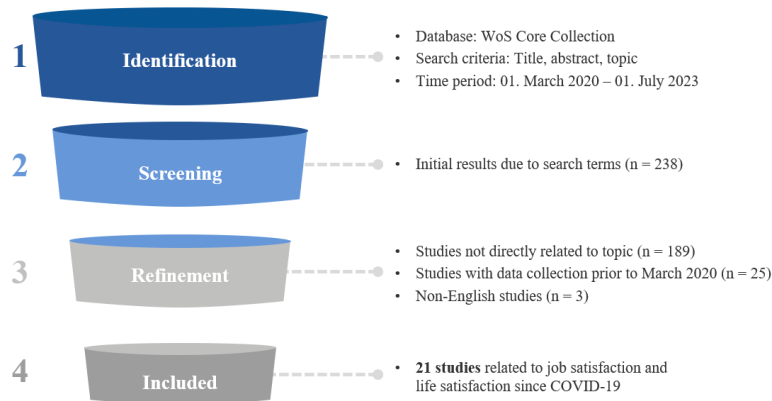 1
Identification
• Database: WoS Core Collection
• Search criteria: Title, abstract, topic
• Time period: 01. March 2020 – 01. July 2023
2
Screening
• Initial results due to search terms (n = 238)
3
Refinement
• Studies not directly related to topic (n = 189)
• Studies with data collection prior to March 2020 (n = 25)
• Non-English studies (n = 3)
4
Included
• 21 studies related to job satisfaction and
life satisfaction since COVID-19